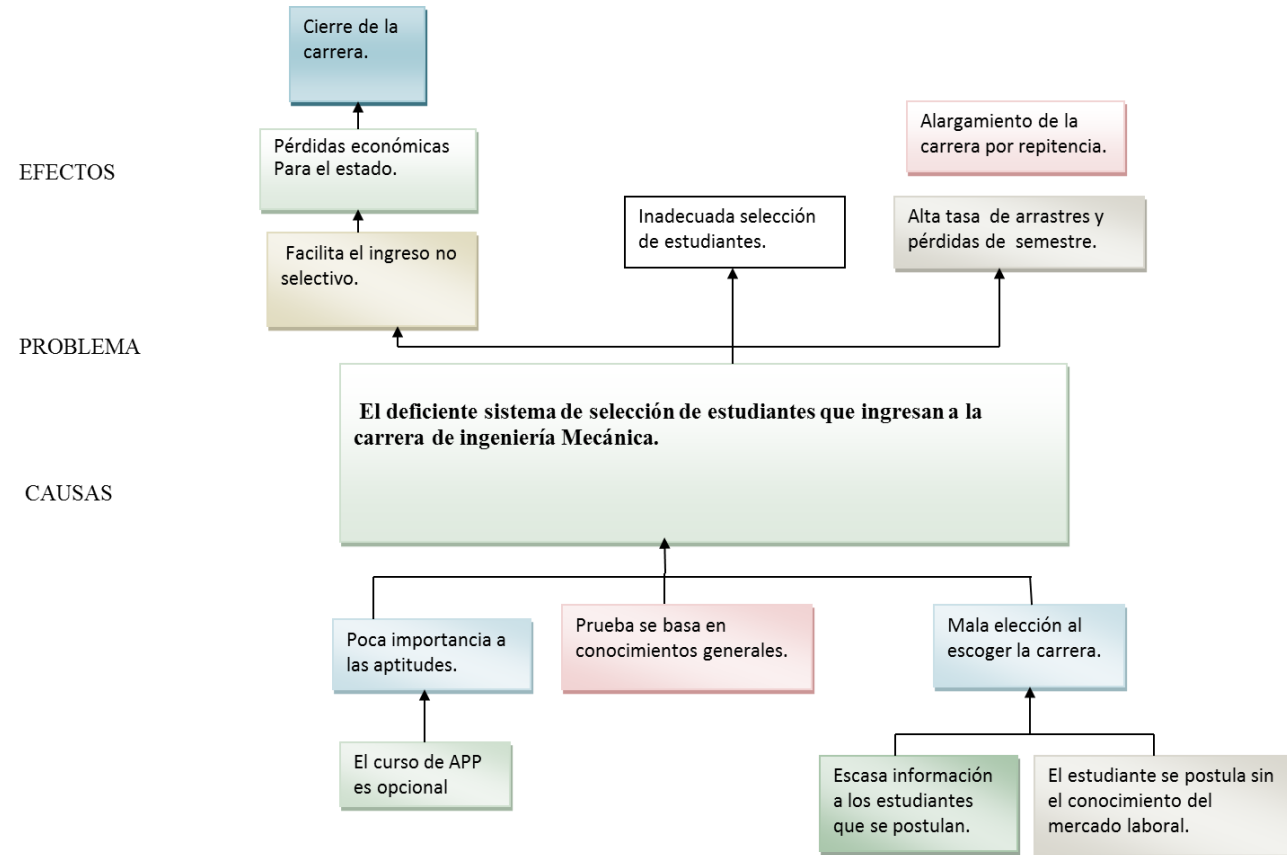 Cierre de la
carrera.
Alargamiento de la
carrera por repitencia.
Pérdidas económicas
Para el estado.
EFECTOS
Inadecuada selección
de estudiantes.
Alta tasa de arrastres y
pérdidas de semestre.
Facilita el ingreso no
selectivo.
PROBLEMA
El deficiente sistema de selección de estudiantes que ingresan a la
carrera de ingeniería Mecánica.
CAUSAS
Poca importancia a
las aptitudes.
Prueba se basa en
conocimientos generales.
Mala elección al
escoger la carrera.
El curso de APP
es opcional
Escasa información
a los estudiantes
que se postulan.
El estudiante se postula sin
el conocimiento del
mercado laboral.